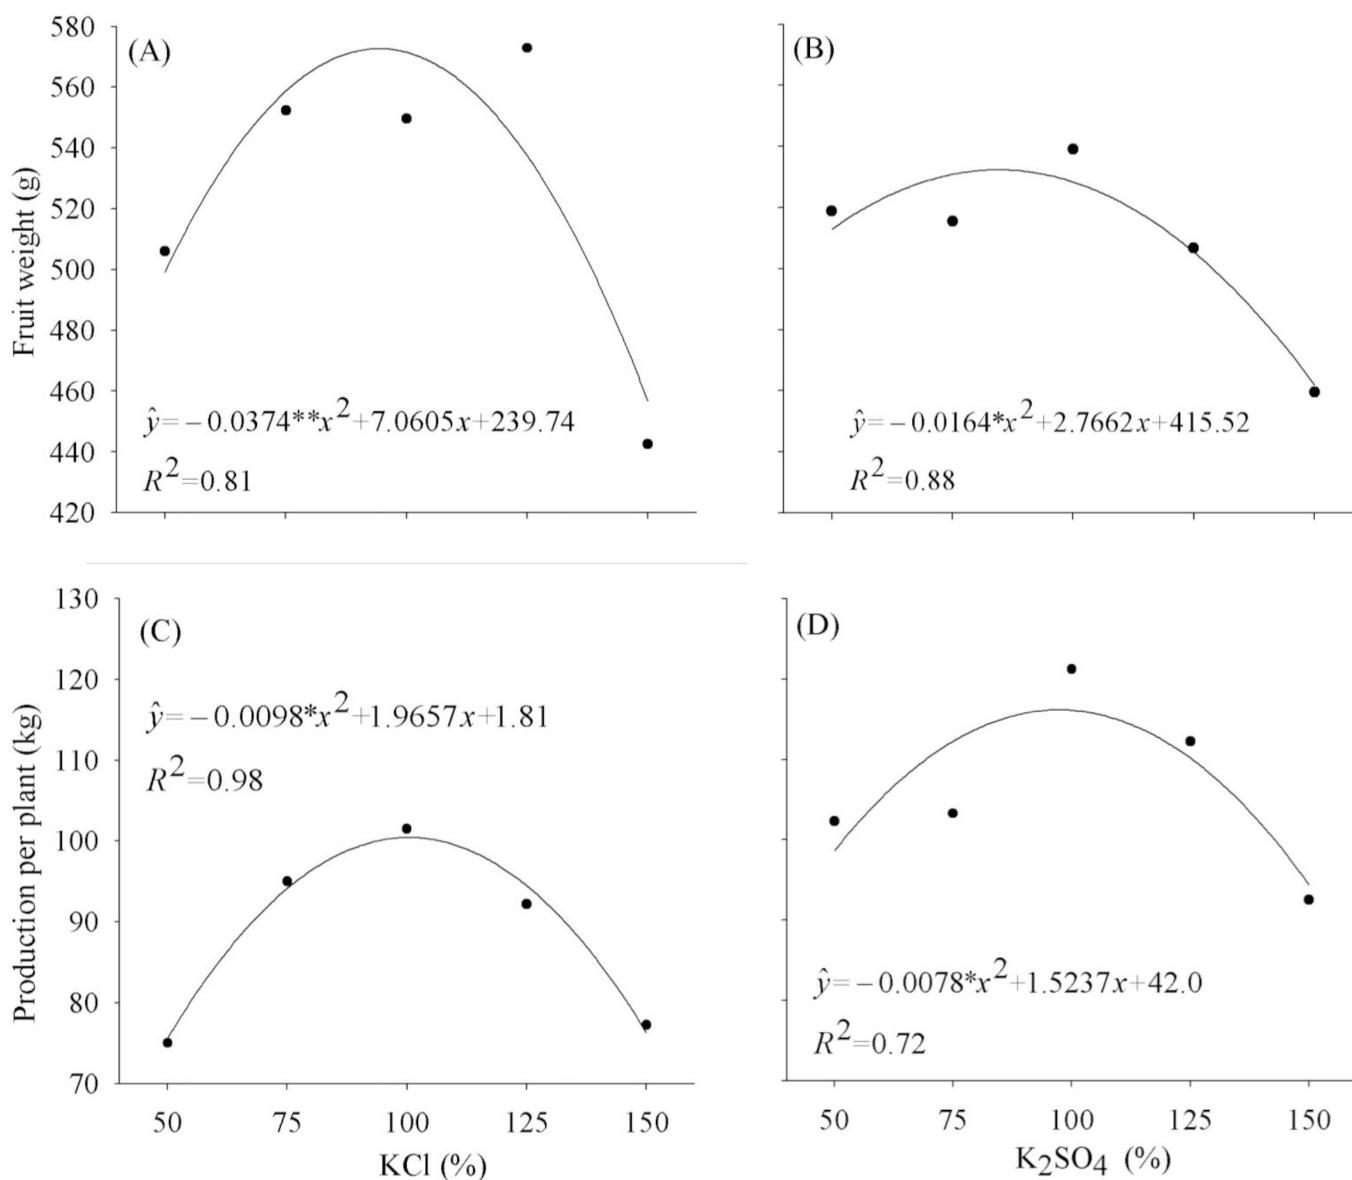 (A)
Fruit weight (g)
580
560
540
520
500
480
460
440
420
ŷ=−0.0374**x²+7.0605x+239.74
R²=0.81
(B)
ŷ=−0.0164*x²+2.7662x+415.52
R²=0.88
(C)
Production per plant (kg)
130
120
110
100
90
80
70
ŷ=−0.0098*x²+1.9657x+1.81
R²=0.98
50 75 100 125 150
KCl (%)
(D)
ŷ=−0.0078*x²+1.5237x+42.0
R²=0.72
50 75 100 125 150
K₂SO₄ (%)